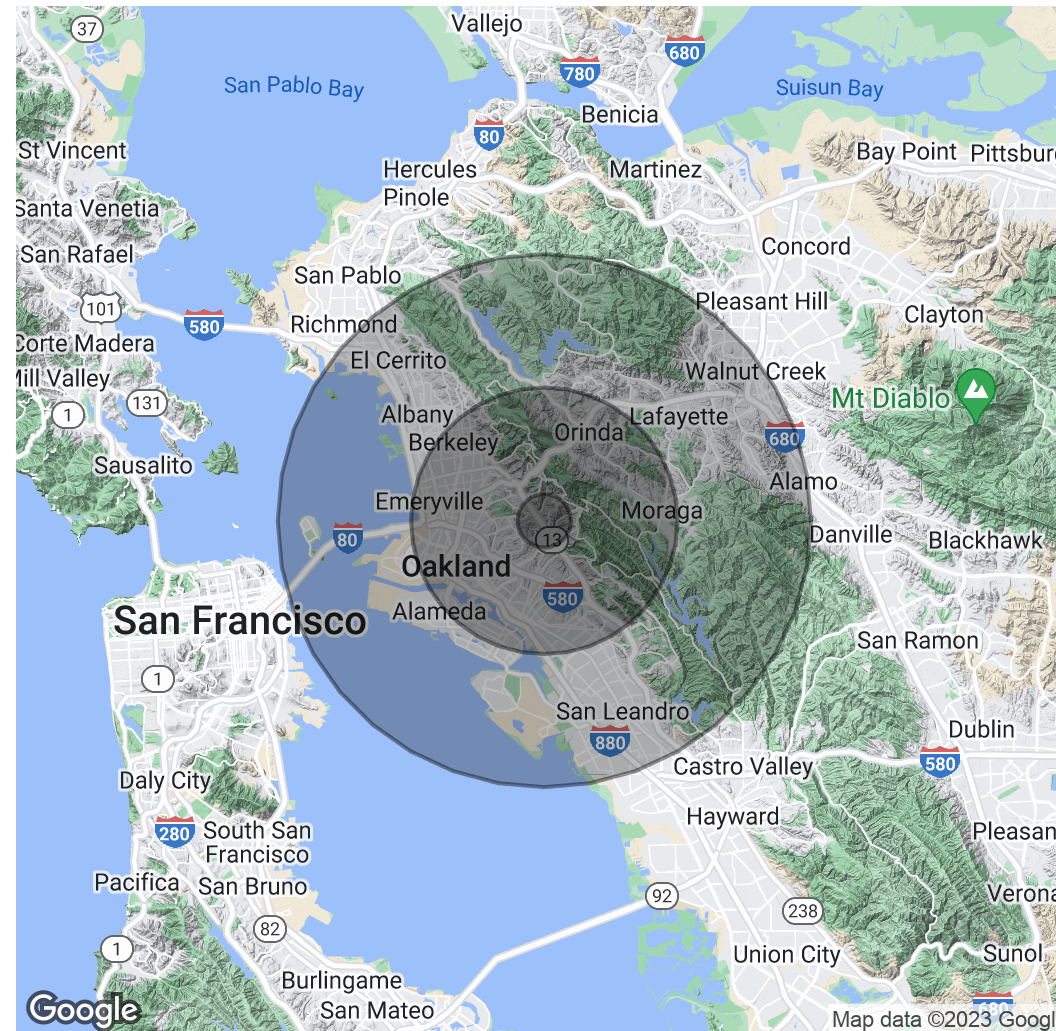 Vallejo
37
680
780
San Pablo Bay
Suisun Bay
Benicia
80
St Vincent
Bay Point
Pittsbur
Hercules
Martinez
Pinole
Santa Venetia
San Rafael
Concord
San Pablo
101
Pleasant Hill
580
Richmond
Clayton
Corte Madera
El Cerrito
Mill Valley
Walnut Creek
Mt Diablo
131
1
Albany
Lafayette
Berkeley
Orinda
680
Sausalito
Alamo
Emeryville
Moraga
80
13
Danville
Blackhawk
Oakland
580
Alameda
San Francisco
San Ramon
1
San Leandro
880
Dublin
580
Castro Valley
Daly City
Hayward
280
South San
Francisco
Pleasan
Pacifica
San Bruno
92
Verona
82
238
1
Union City
Sunol
Burlingame
San Mateo
680
Google
Map data ©2023 Googl